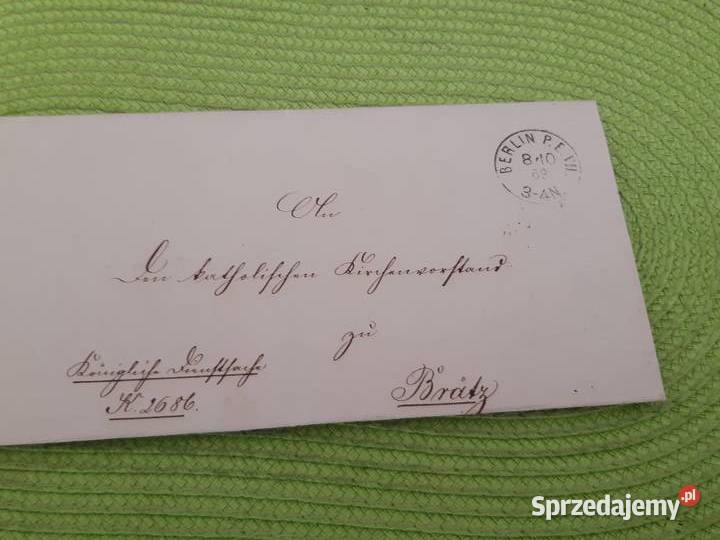 BERLIN P.E. VII.
8 10
69
3-4N
An
Den katholischen Kirchenvorstand
zu
Königliche Dienstsache
K. 2686.
Brätz
Sprzedajemy.pl